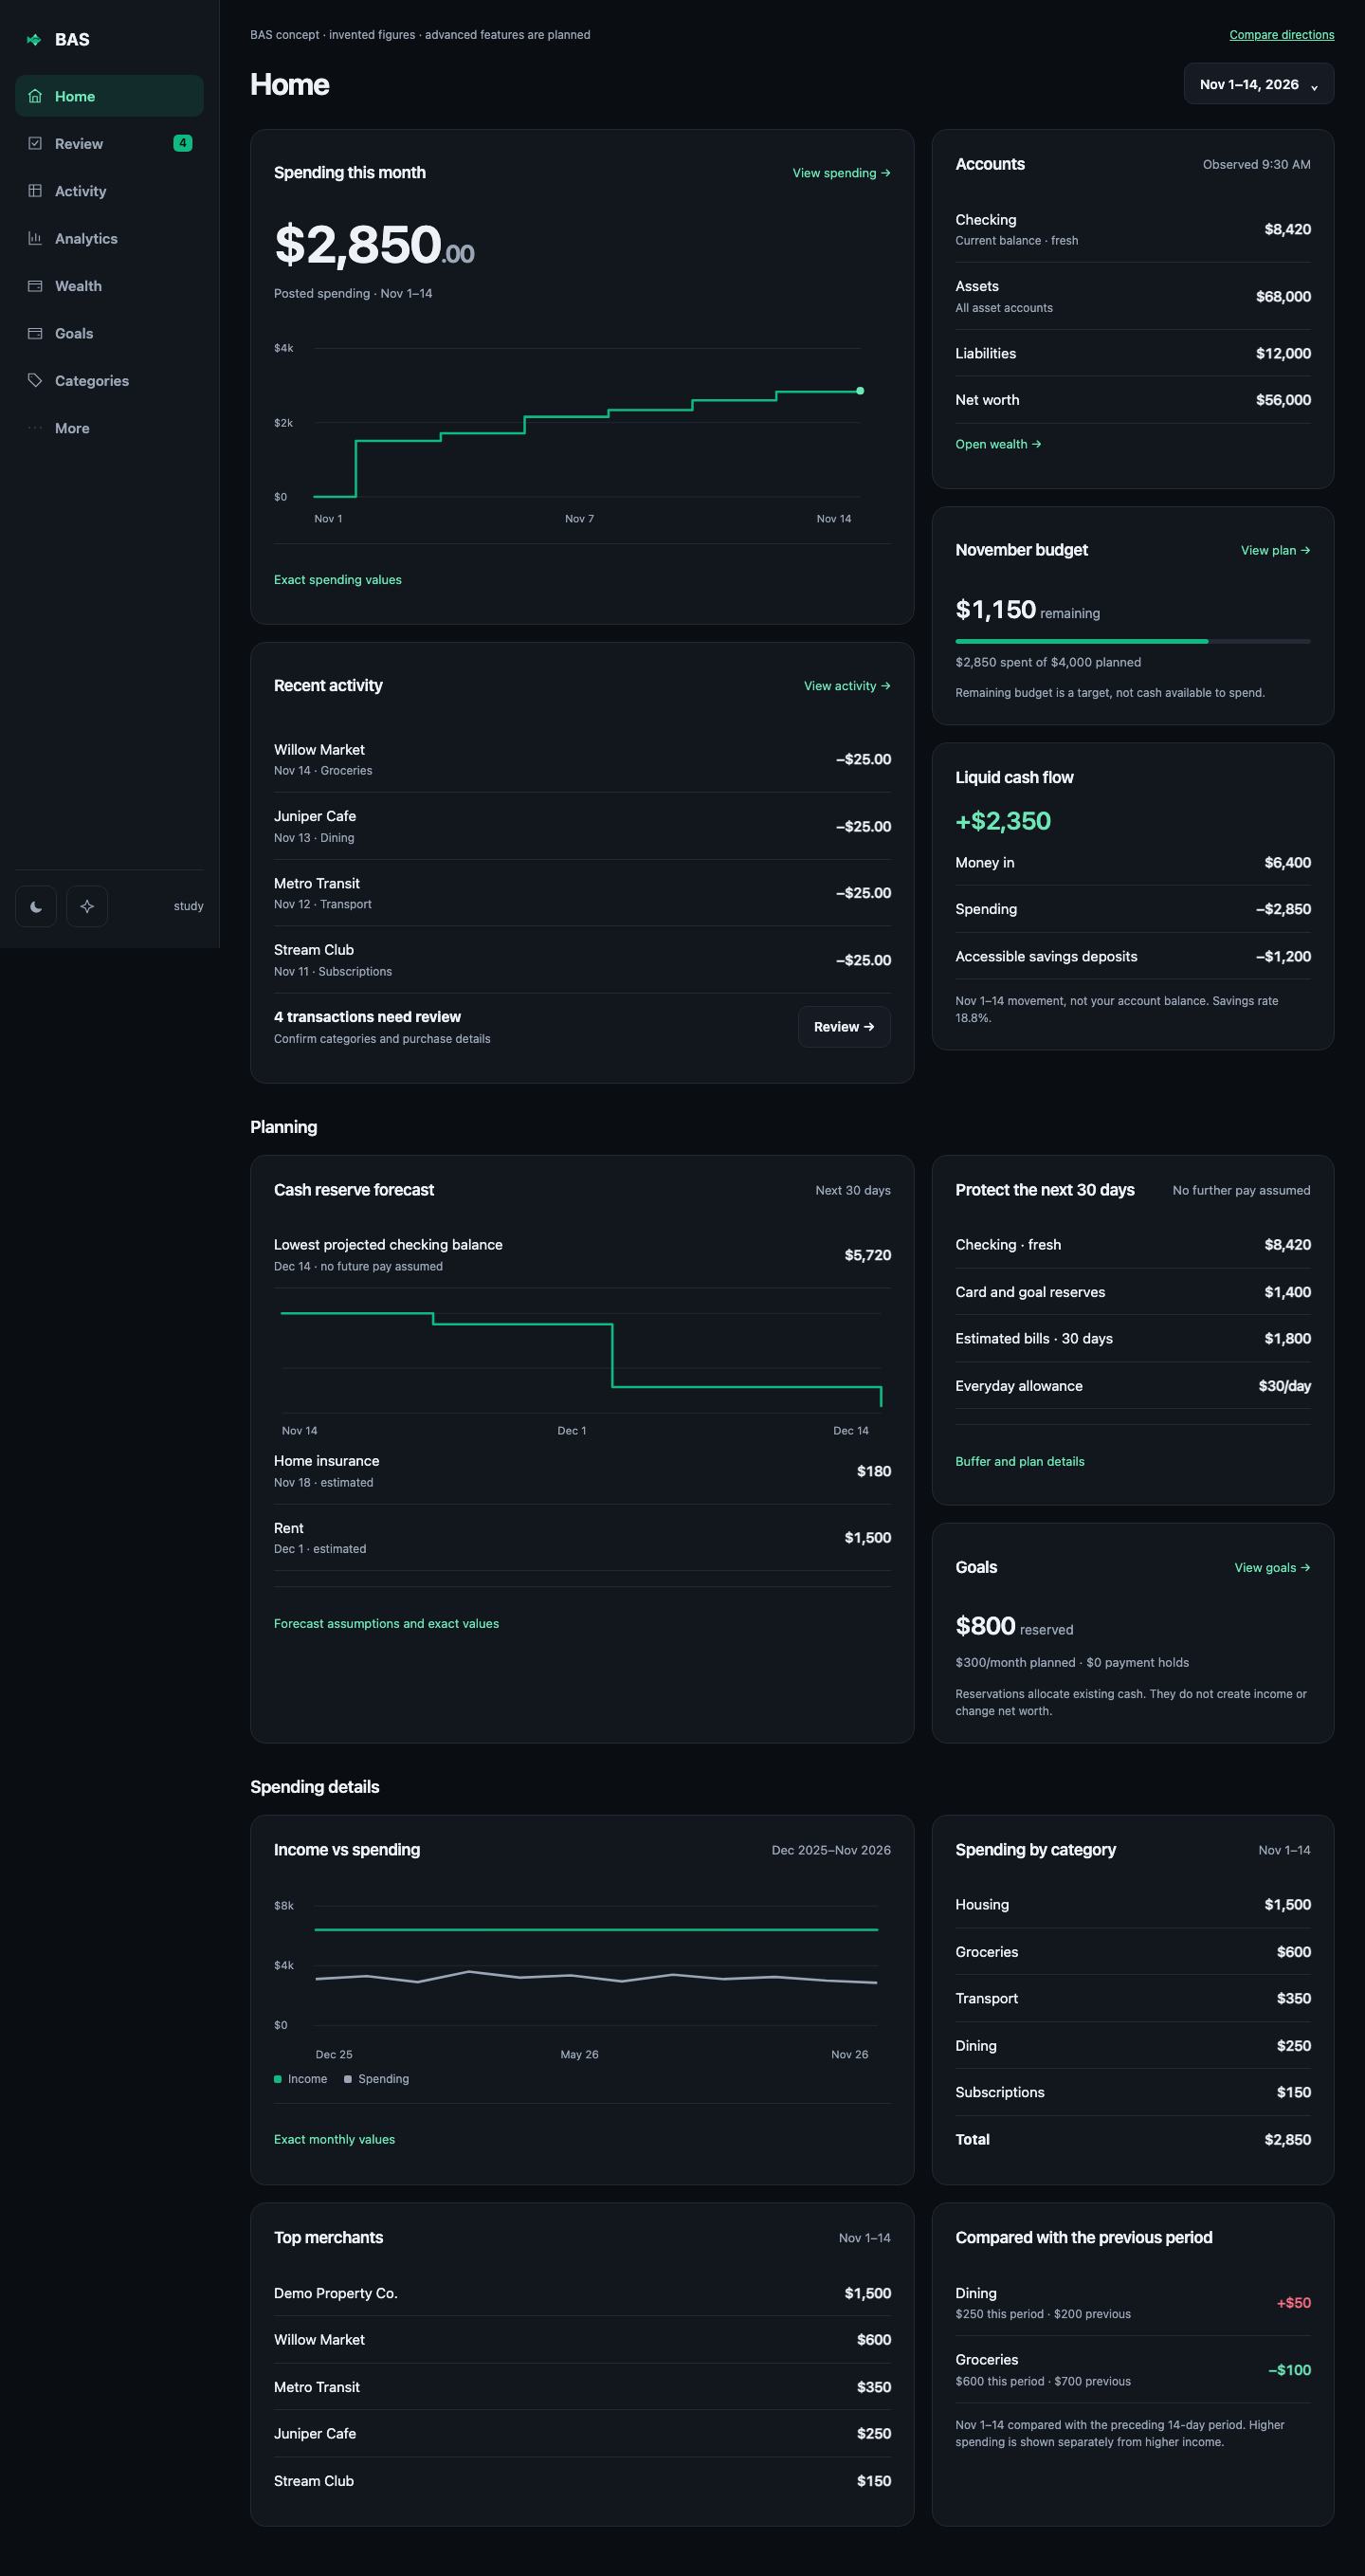 BAS
Home
Review 4
Activity
Analytics
Wealth
Goals
Categories
More
study
BAS concept · invented figures · advanced features are planned
Compare directions
Home
Nov 1–14, 2026
Spending this month
View spending →
$2,850.00
Posted spending · Nov 1–14
$4k
$2k
$0
Nov 1 Nov 7 Nov 14
Exact spending values
Accounts
Observed 9:30 AM
Checking
Current balance · fresh
$8,420
Assets
All asset accounts
$68,000
Liabilities
$12,000
Net worth
$56,000
Open wealth →
November budget
View plan →
$1,150 remaining
$2,850 spent of $4,000 planned
Remaining budget is a target, not cash available to spend.
Recent activity
View activity →
Willow Market
Nov 14 · Groceries
–$25.00
Juniper Cafe
Nov 13 · Dining
–$25.00
Metro Transit
Nov 12 · Transport
–$25.00
Stream Club
Nov 11 · Subscriptions
–$25.00
4 transactions need review
Confirm categories and purchase details
Review →
Liquid cash flow
+$2,350
Money in
$6,400
Spending
–$2,850
Accessible savings deposits
–$1,200
Nov 1–14 movement, not your account balance. Savings rate
18.8%.
Planning
Cash reserve forecast
Next 30 days
Lowest projected checking balance
Dec 14 · no future pay assumed
$5,720
Nov 14 Dec 1 Dec 14
Home insurance
Nov 18 · estimated
$180
Rent
Dec 1 · estimated
$1,500
Forecast assumptions and exact values
Protect the next 30 days
No further pay assumed
Checking · fresh
$8,420
Card and goal reserves
$1,400
Estimated bills · 30 days
$1,800
Everyday allowance
$30/day
Buffer and plan details
Goals
View goals →
$800 reserved
$300/month planned · $0 payment holds
Reservations allocate existing cash. They do not create income or
change net worth.
Spending details
Income vs spending
Dec 2025–Nov 2026
$8k
$4k
$0
Dec 25 May 26 Nov 26
Income Spending
Exact monthly values
Spending by category
Nov 1–14
Housing
$1,500
Groceries
$600
Transport
$350
Dining
$250
Subscriptions
$150
Total
$2,850
Top merchants
Nov 1–14
Demo Property Co.
$1,500
Willow Market
$600
Metro Transit
$350
Juniper Cafe
$250
Stream Club
$150
Compared with the previous period
Dining
$250 this period · $200 previous
+$50
Groceries
$600 this period · $700 previous
–$100
Nov 1–14 compared with the preceding 14-day period. Higher
spending is shown separately from higher income.